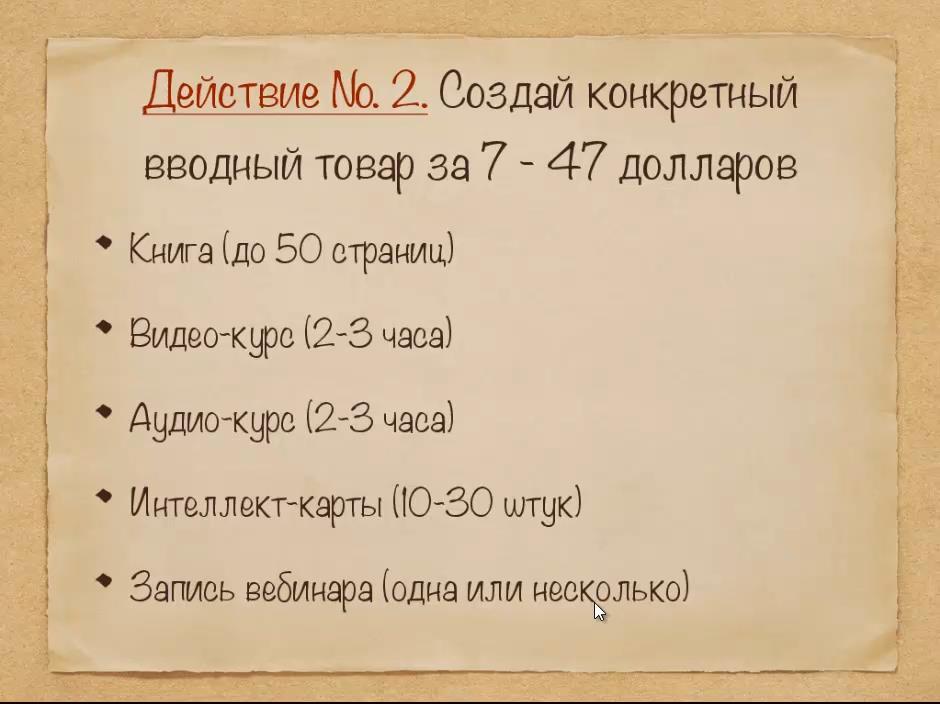 Действие No. 2. Создай конкретный
вводный товар за 7 - 47 долларов
Книга (до 50 страниц)
Видео-курс (2-3 часа)
Аудио-курс (2-3 часа)
Интеллект-карты (10-30 штук)
Запись вебинара (одна или несколько)